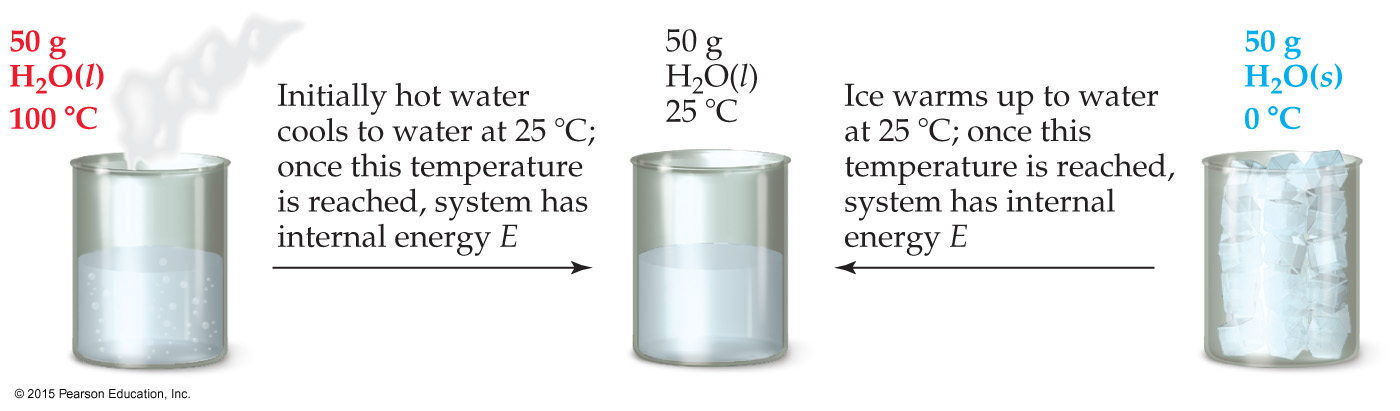 50 g
H₂O(l)
100 °C
Initially hot water
cools to water at 25 °C;
once this temperature
is reached, system has
internal energy E
50 g
H₂O(l)
25 °C
Ice warms up to water
at 25 °C; once this
temperature is reached,
system has internal
energy E
50 g
H₂O(s)
0 °C
© 2015 Pearson Education, Inc.